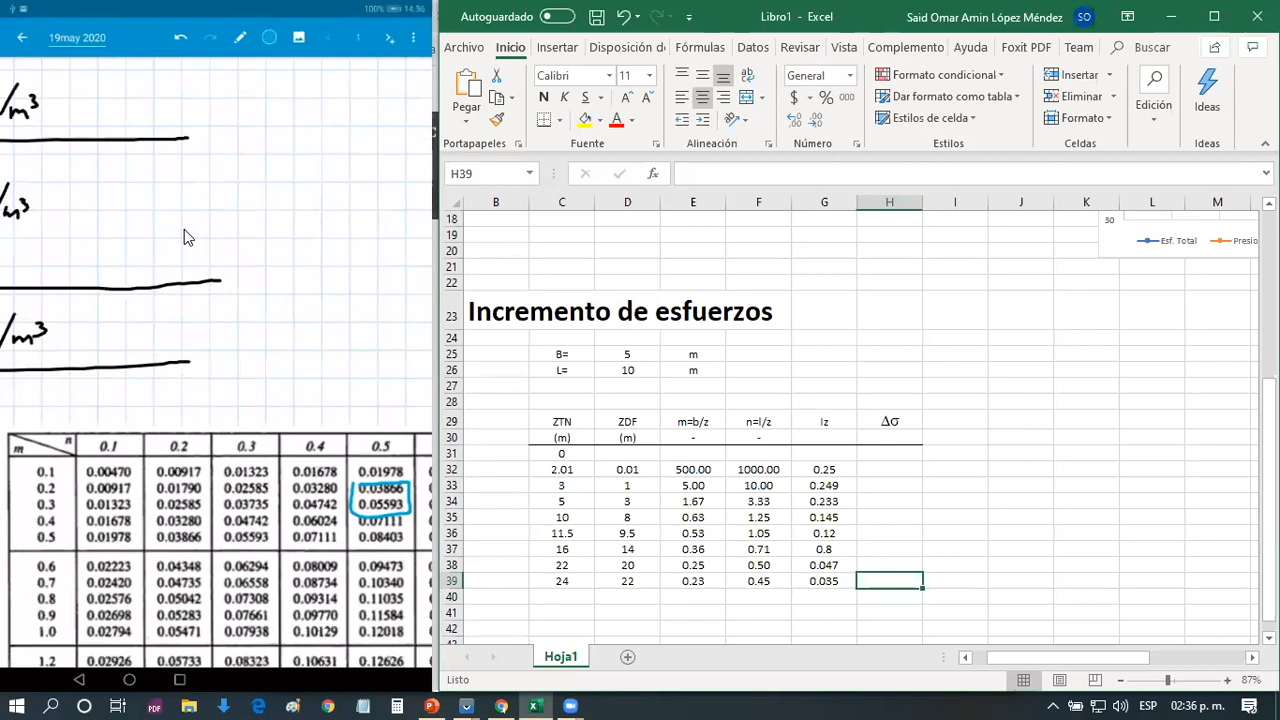 100% 14:36
19may 2020
1
/m³
/m³
/m³
m n 0.1 0.2 0.3 0.4 0.5
0.1 0.00470 0.00917 0.01323 0.01678 0.01978
0.2 0.00917 0.01790 0.02585 0.03280 0.03866
0.3 0.01323 0.02585 0.03735 0.04742 0.05593
0.4 0.01678 0.03280 0.04742 0.06024 0.07111
0.5 0.01978 0.03866 0.05593 0.07111 0.08403
0.6 0.02223 0.04348 0.06294 0.08009 0.09473
0.7 0.02420 0.04735 0.06558 0.08734 0.10340
0.8 0.02576 0.05042 0.07308 0.09314 0.11035
0.9 0.02698 0.05283 0.07661 0.09770 0.11584
1.0 0.02794 0.05471 0.07938 0.10129 0.12018
1.2 0.02926 0.05733 0.08323 0.10631 0.12626
Autoguardado Libro1 - Excel Said Omar Amin López Méndez SO
Archivo Inicio Insertar Disposición d Fórmulas Datos Revisar Vista Complemento Ayuda Foxit PDF Team Buscar
Pegar Calibri 11 General Formato condicional Insertar Edición Ideas
N K S A A ab c $ % 000 Dar formato como tabla Eliminar
A Estilos de celda Formato
Portapapeles Fuente Alineación Número Estilos Celdas Ideas
H39 fx
B C D E F G H I J K L M
18 30
19 Esf. Total Presio
20
21
22
23 Incremento de esfuerzos
24
25 B= 5 m
26 L= 10 m
27
28
29 ZTN ZDF m=b/z n=l/z Iz Δσ
30 (m) (m) - -
31 0
32 2.01 0.01 500.00 1000.00 0.25
33 3 1 5.00 10.00 0.249
34 5 3 1.67 3.33 0.233
35 10 8 0.63 1.25 0.145
36 11.5 9.5 0.53 1.05 0.12
37 16 14 0.36 0.71 0.8
38 22 20 0.25 0.50 0.047
39 24 22 0.23 0.45 0.035
40
41
42
Hoja1
Listo 87%
PDF ESP 02:36 p. m.